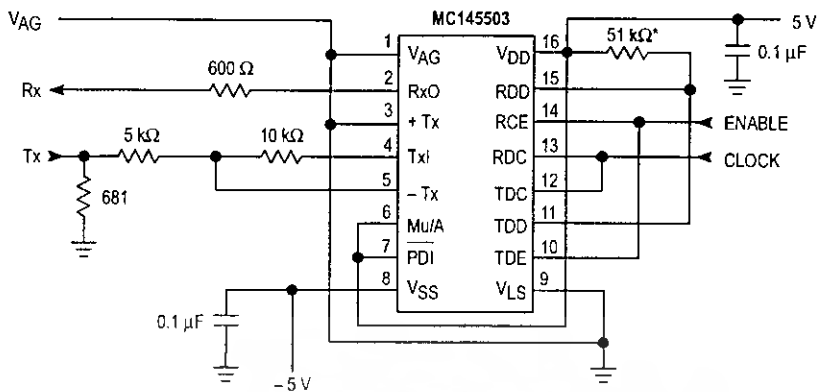 MC145503
VAG
5 V
51 kΩ*
0.1 µF
600 Ω
Rx
5 kΩ
10 kΩ
Tx
681
ENABLE
CLOCK
1 VAG
2 RxO
3 + Tx
4 TxI
5 – Tx
6 Mu/A
7 PDI
8 VSS
VDD 16
RDD 15
RCE 14
RDC 13
TDC 12
TDD 11
TDE 10
VLS 9
0.1 µF
– 5 V